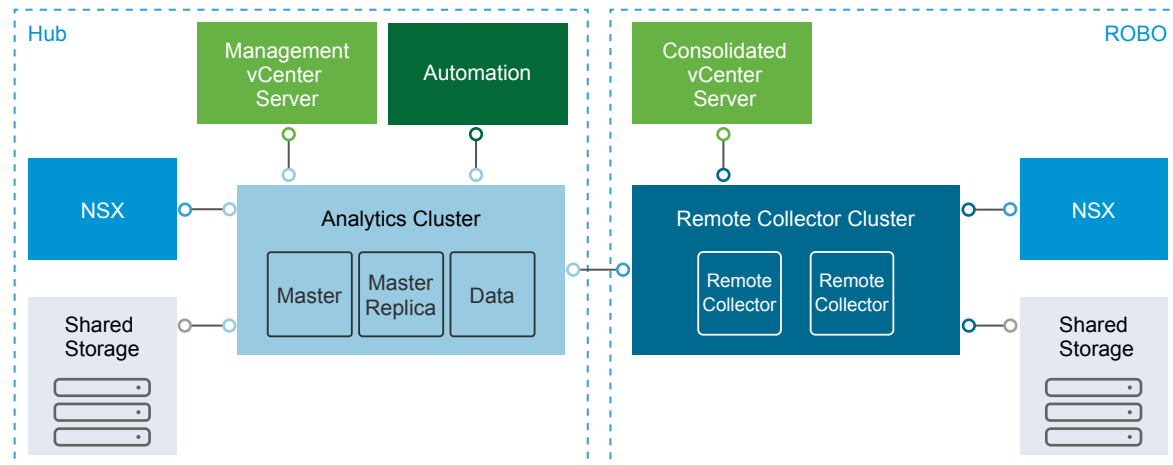 Hub
Management
vCenter
Server
Automation
NSX
Analytics Cluster
Master
Master
Replica
Data
Shared
Storage
ROBO
Consolidated
vCenter
Server
Remote Collector Cluster
Remote
Collector
Remote
Collector
NSX
Shared
Storage